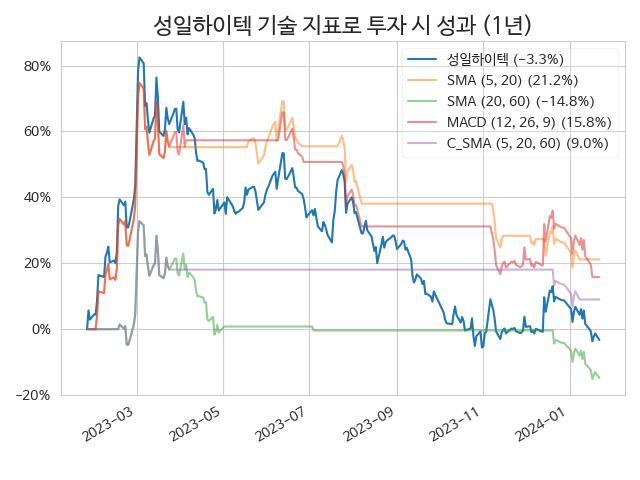 성일하이텍 기술 지표로 투자 시 성과 (1년)
성일하이텍 (−3.3%)
SMA (5, 20) (21.2%)
SMA (20, 60) (−14.8%)
MACD (12, 26, 9) (15.8%)
C_SMA (5, 20, 60) (9.0%)
80%
60%
40%
20%
0%
−20%
2023−03
2023−05
2023−07
2023−09
2023−11
2024−01